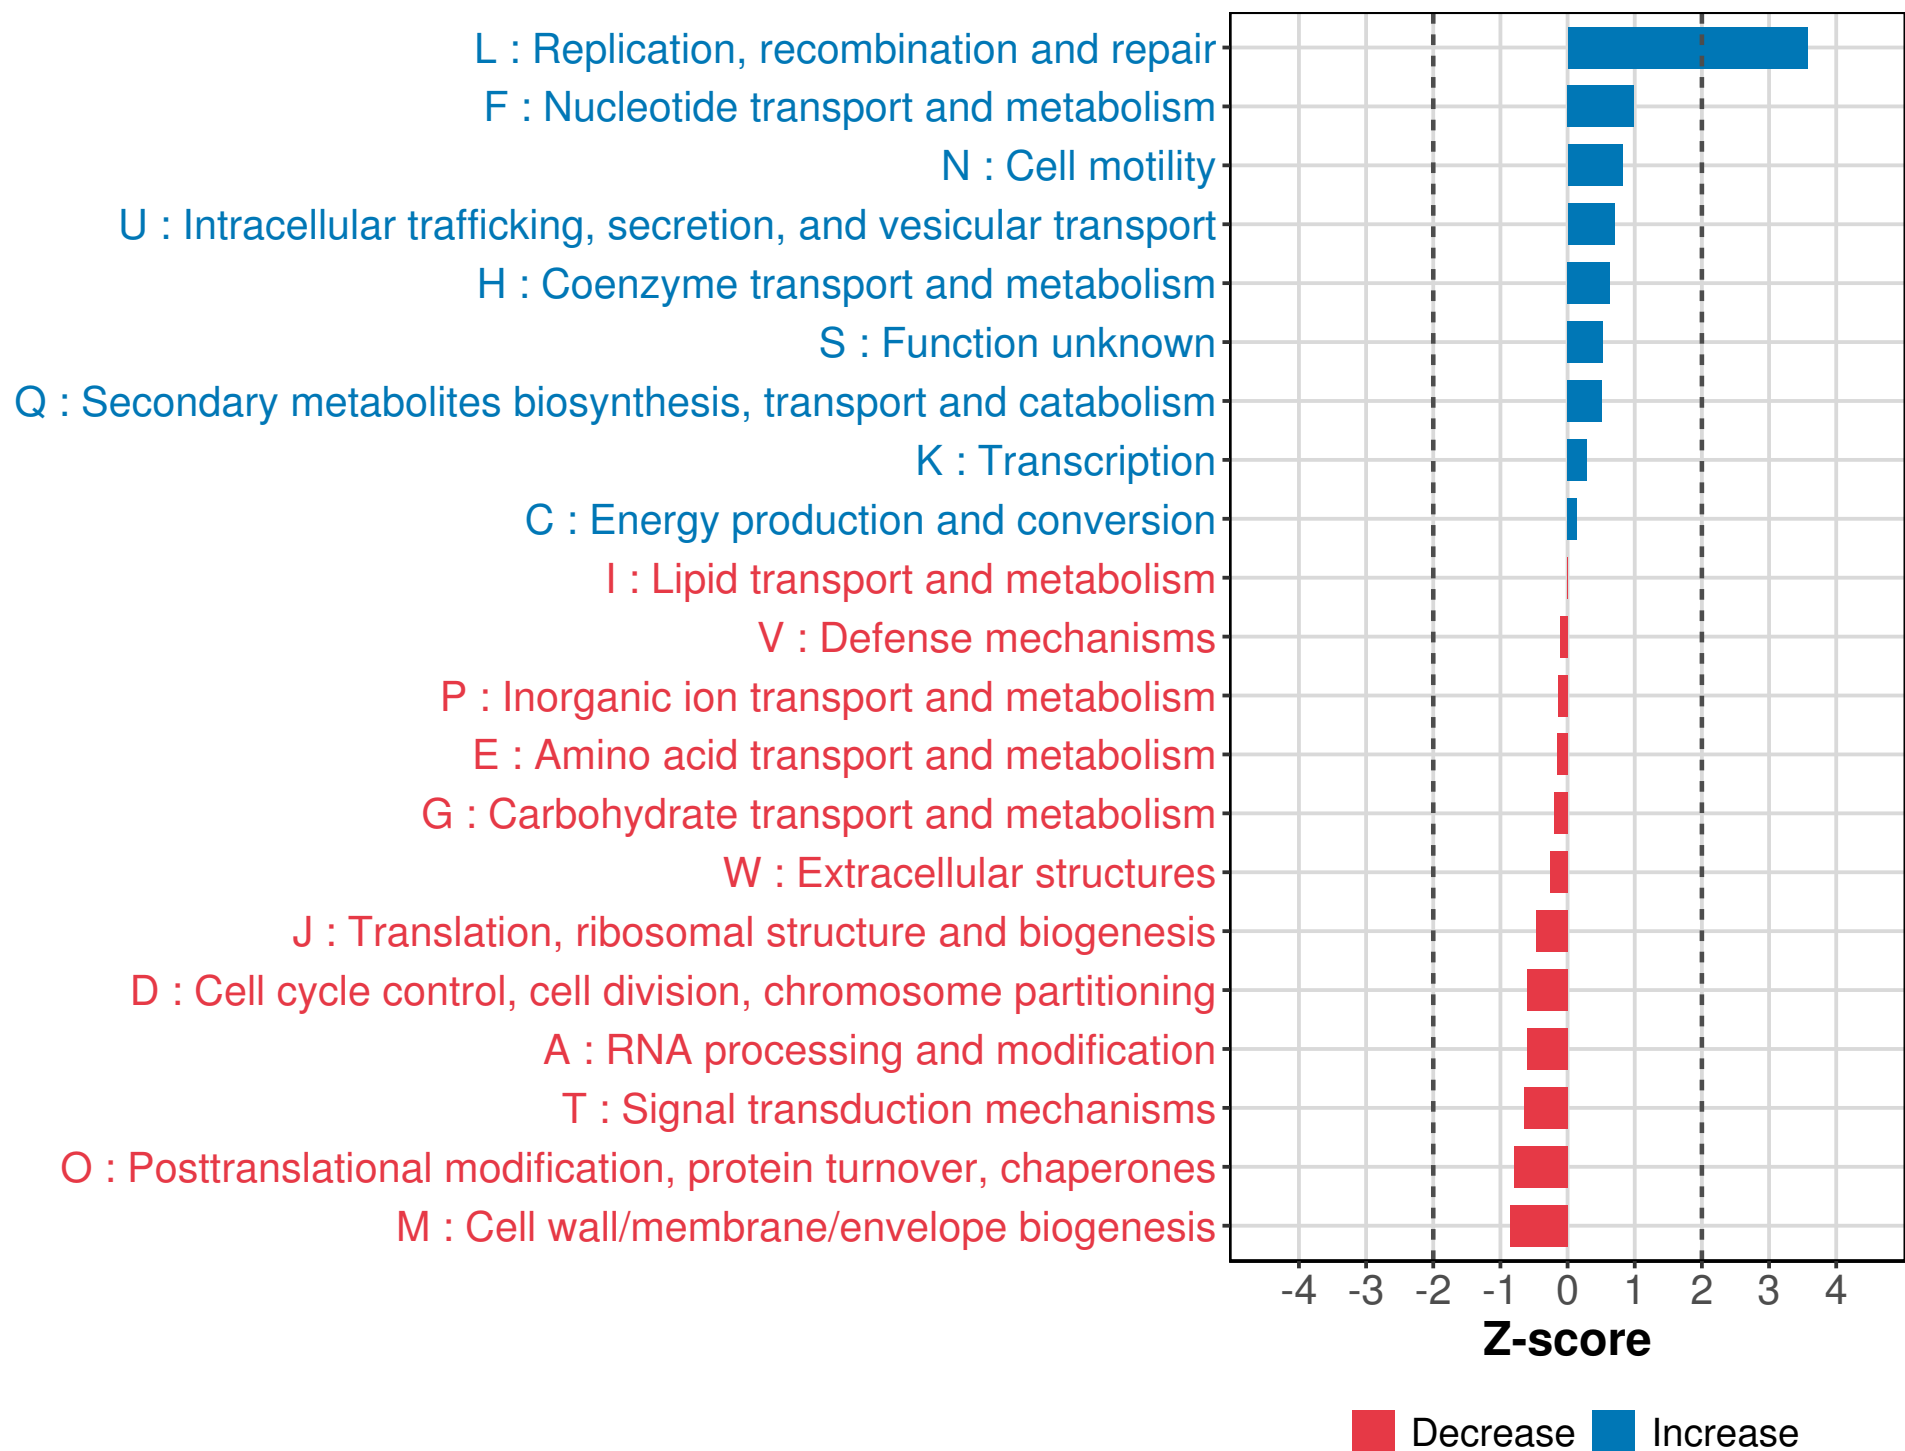 L : Replication, recombination and repair
F : Nucleotide transport and metabolism
N : Cell motility
U : Intracellular trafficking, secretion, and vesicular transport
H : Coenzyme transport and metabolism
S : Function unknown
Q : Secondary metabolites biosynthesis, transport and catabolism
K : Transcription
C : Energy production and conversion
I : Lipid transport and metabolism
V : Defense mechanisms
P : Inorganic ion transport and metabolism
E : Amino acid transport and metabolism
G : Carbohydrate transport and metabolism
W : Extracellular structures
J : Translation, ribosomal structure and biogenesis
D : Cell cycle control, cell division, chromosome partitioning
A : RNA processing and modification
T : Signal transduction mechanisms
O : Posttranslational modification, protein turnover, chaperones
M : Cell wall/membrane/envelope biogenesis
-4 -3 -2 -1 0 1 2 3 4
Z-score
Decrease Increase